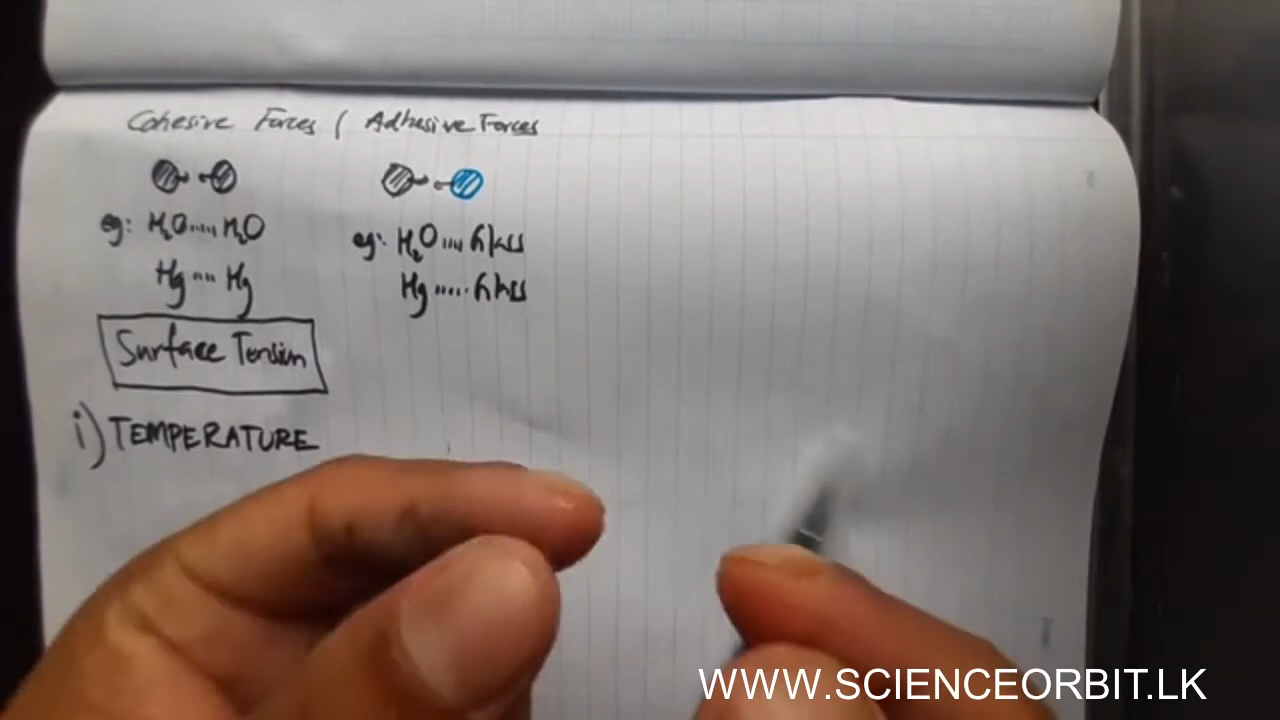 Cohesive Forces / Adhesive Forces
eg: H2O.....H2O
Hg....Hg
eg: H2O....Glass
Hg.....Glass
Surface Tension
i) TEMPERATURE
WWW.SCIENCEORBIT.LK